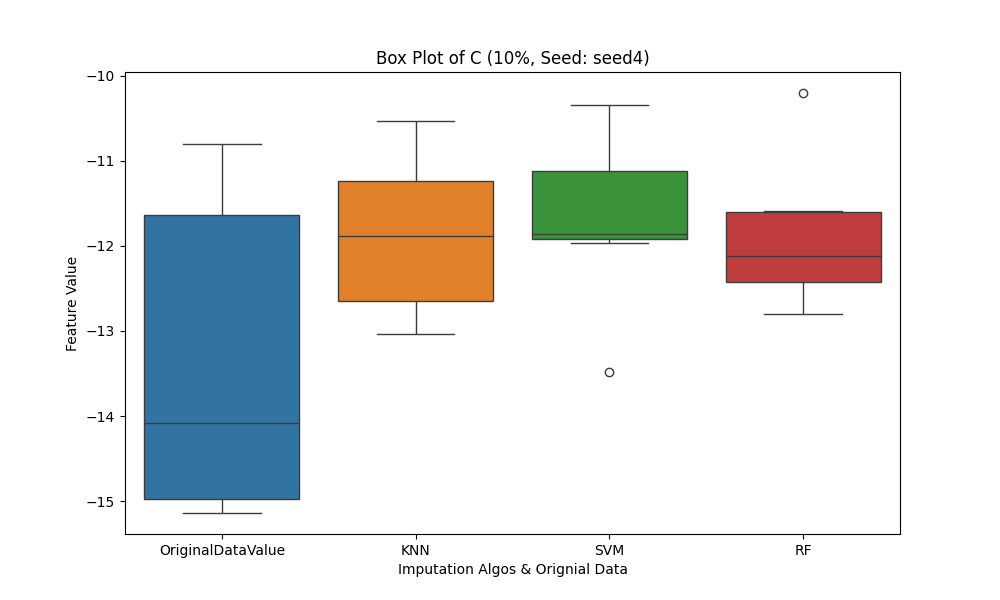 Box Plot of C (10%, Seed: seed4)
Feature Value
−10
−11
−12
−13
−14
−15
OriginalDataValue
KNN
SVM
RF
Imputation Algos & Orignial Data